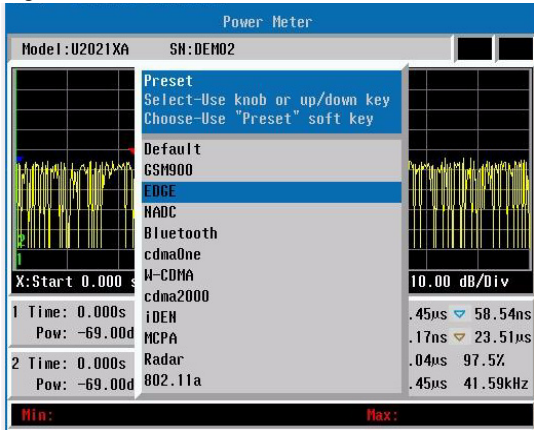 Power Meter
Model:U2021XA SN:DEMO2
Preset
Select-Use knob or up/down key
Choose-Use "Preset" soft key
Default
GSM900
EDGE
NADC
Bluetooth
cdmaOne
W-CDMA
cdma2000
iDEN
MCPA
Radar
802.11a
2
1
X:Start 0.000 s 10.00 dB/Div
1 Time: 0.000s .45µs 58.54ns
Pow: -69.00d .17ns 23.51µs
2 Time: 0.000s .04µs 97.5%
Pow: -69.00d .45µs 41.59kHz
Min: Max: